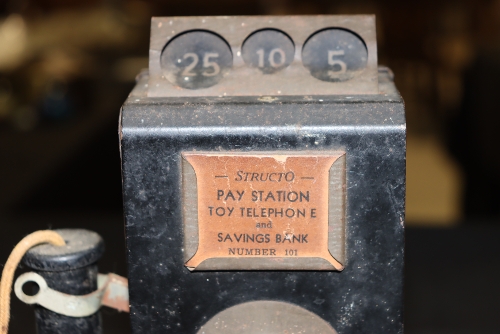 25 10 5
— STRUCTO —
PAY STATION
TOY TELEPHONE
and
SAVINGS BANK
NUMBER 101